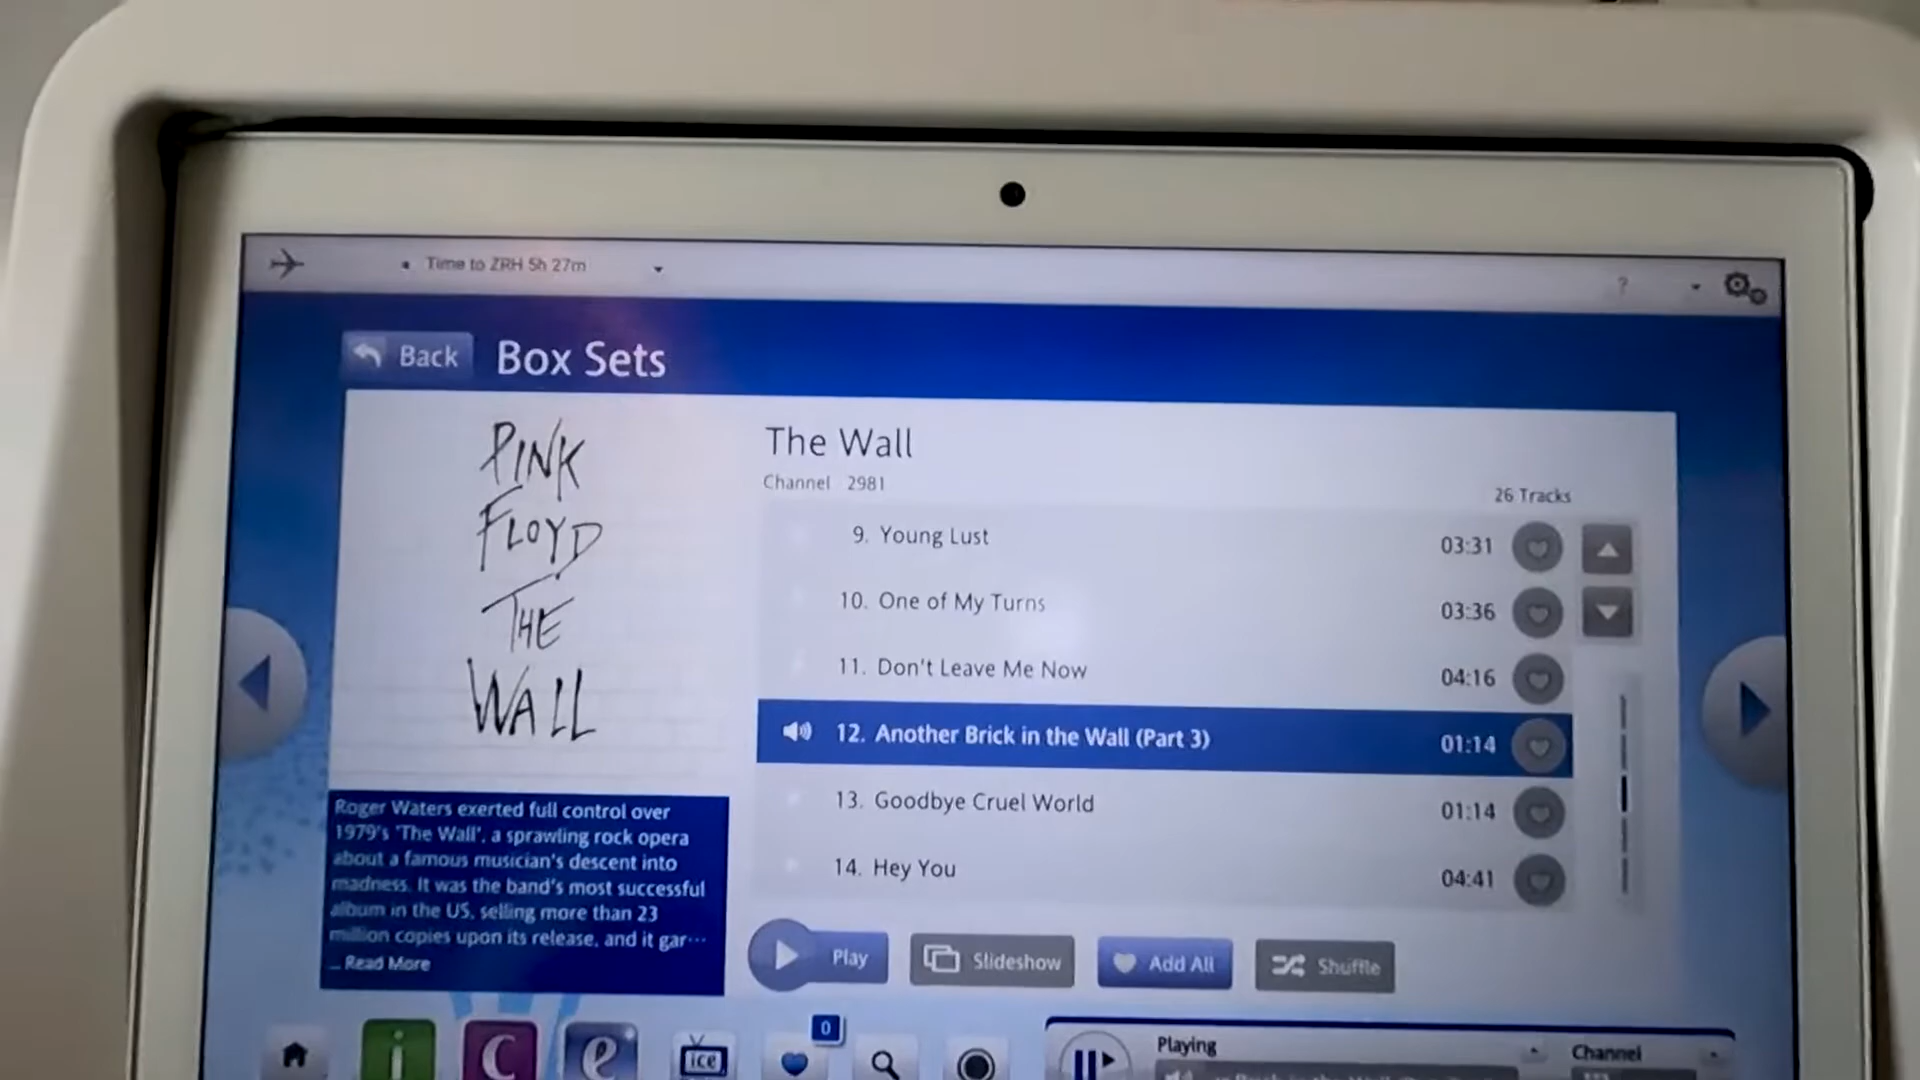 Time to ZRH 5h 27m
?
Back
Box Sets
PINK
FLOYD
THE
WALL
The Wall
Channel 2981
26 Tracks
9. Young Lust 03:31
10. One of My Turns 03:36
11. Don't Leave Me Now 04:16
12. Another Brick in the Wall (Part 3) 01:14
13. Goodbye Cruel World 01:14
14. Hey You 04:41
Roger Waters exerted full control over
1979's 'The Wall', a sprawling rock opera
about a famous musician's descent into
madness. It was the band's most successful
album in the US, selling more than 23
million copies upon its release, and it gar...
... Read More
Play
Slideshow
Add All
Shuffle
i
C
e
ice
0
Playing
Channel